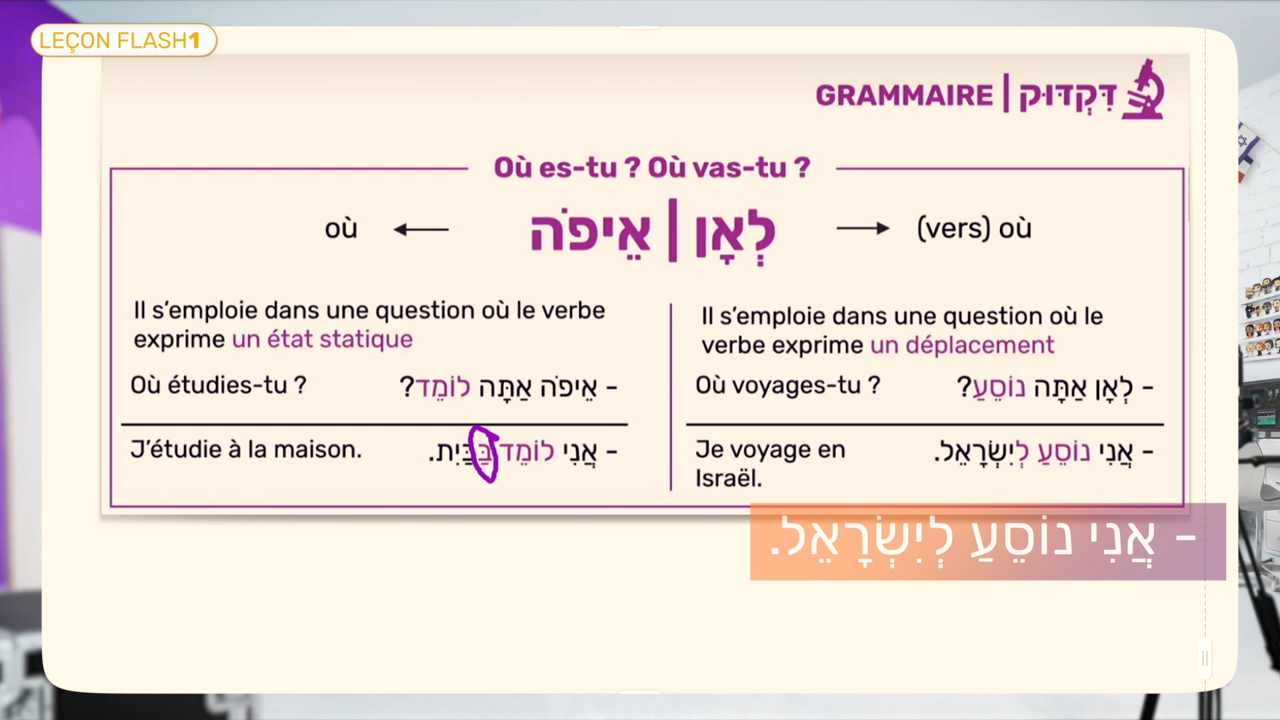 LEÇON FLASH1
GRAMMAIRE | דִּקְדּוּק
Où es-tu ? Où vas-tu ?
(vers) où
לְאָן | אֵיפֹה
où
Il s'emploie dans une question où le verbe
exprime un état statique
Où étudies-tu ?
- אֵיפֹה אַתָּה לוֹמֵד?
J'étudie à la maison.
- אֲנִי לוֹמֵד בַּבַּיִת.
Il s'emploie dans une question où le
verbe exprime un déplacement
Où voyages-tu ?
- לְאָן אַתָּה נוֹסֵעַ?
Je voyage en
Israël.
- אֲנִי נוֹסֵעַ לְיִשְׂרָאֵל.
- אֲנִי נוֹסֵעַ לְיִשְׂרָאֵל.